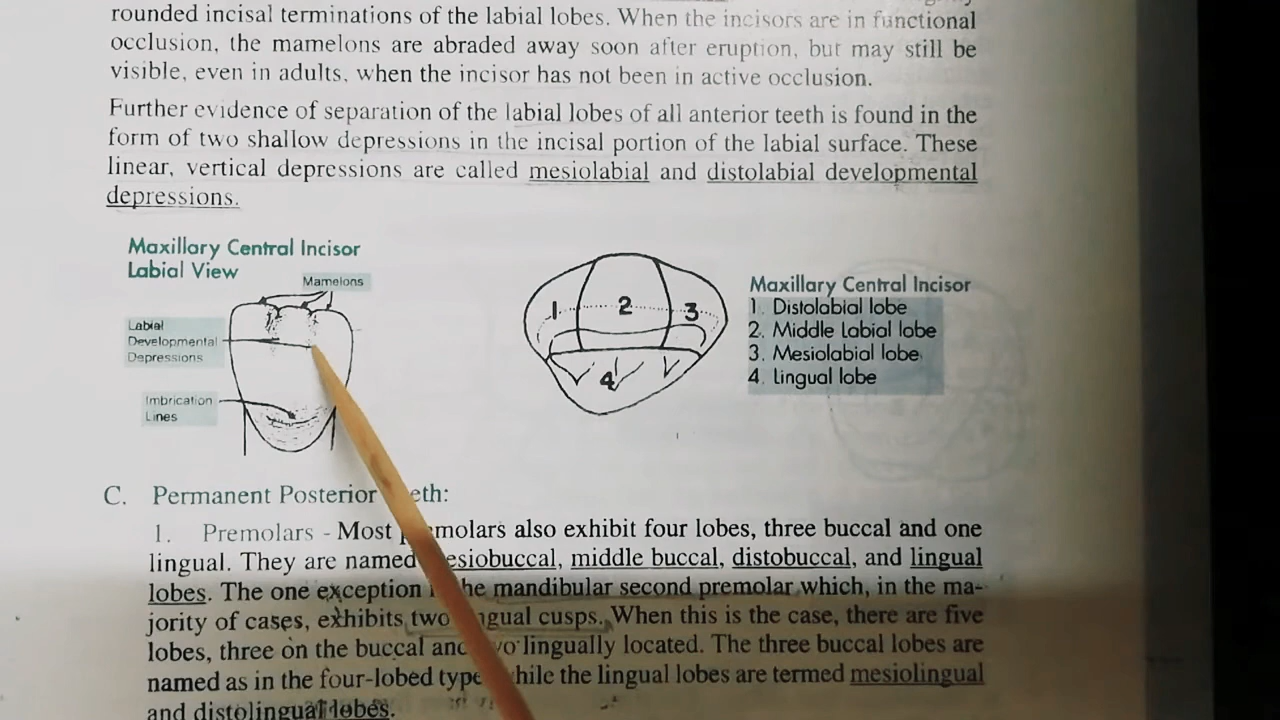 rounded incisal terminations of the labial lobes. When the incisors are in functional
occlusion, the mamelons are abraded away soon after eruption, but may still be
visible, even in adults, when the incisor has not been in active occlusion.
Further evidence of separation of the labial lobes of all anterior teeth is found in the
form of two shallow depressions in the incisal portion of the labial surface. These
linear, vertical depressions are called mesiolabial and distolabial developmental
depressions.
Maxillary Central Incisor
Labial View
Mamelons
Labial
Developmental
Depressions
Imbrication
Lines
1 2 3
4
Maxillary Central Incisor
1. Distolabial lobe
2. Middle Labial lobe
3. Mesiolabial lobe
4. Lingual lobe
C. Permanent Posterior
1. Premolars - Most also exhibit four lobes, three buccal and one
lingual. They are named middle buccal, distobuccal, and lingual
lobes. The one exception mandibular second premolar which, in the ma-
jority of cases, exhibits two cusps. When this is the case, there are five
lobes, three on the buccal lingually located. The three buccal lobes are
named as in the four-lobed type the lingual lobes are termed mesiolingual
and distolingual lobes.